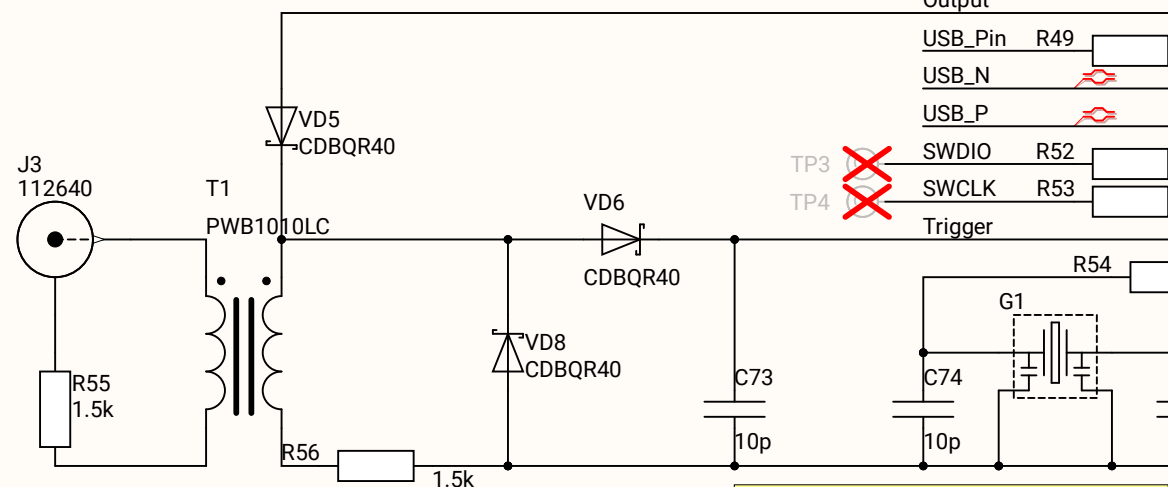 Output
USB_Pin R49
USB_N
USB_P
VD5
CDBQR40
TP3 SWDIO R52
TP4 SWCLK R53
J3
112640
T1
PWB1010LC
VD6
CDBQR40
Trigger
R54
G1
VD8
CDBQR40
R55
1.5k
C73
10p
C74
10p
R56
1.5k